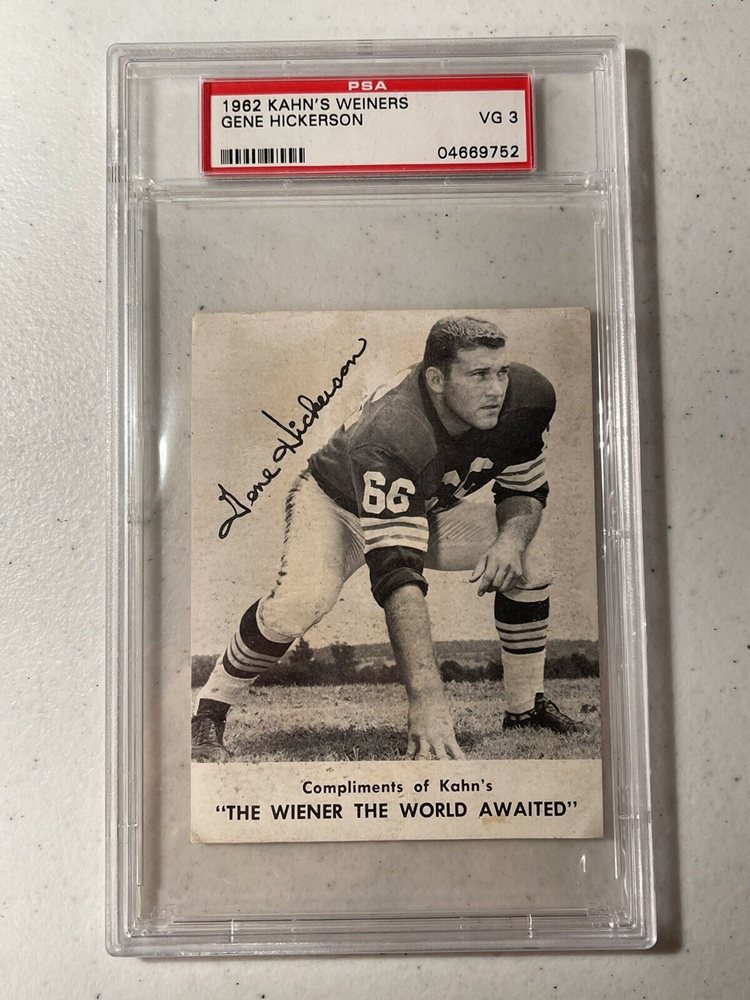 PSA
1962 KAHN'S WEINERS
GENE HICKERSON
VG 3
04669752
Gene Hickerson
66
66
Compliments of Kahn's
"THE WIENER THE WORLD AWAITED"